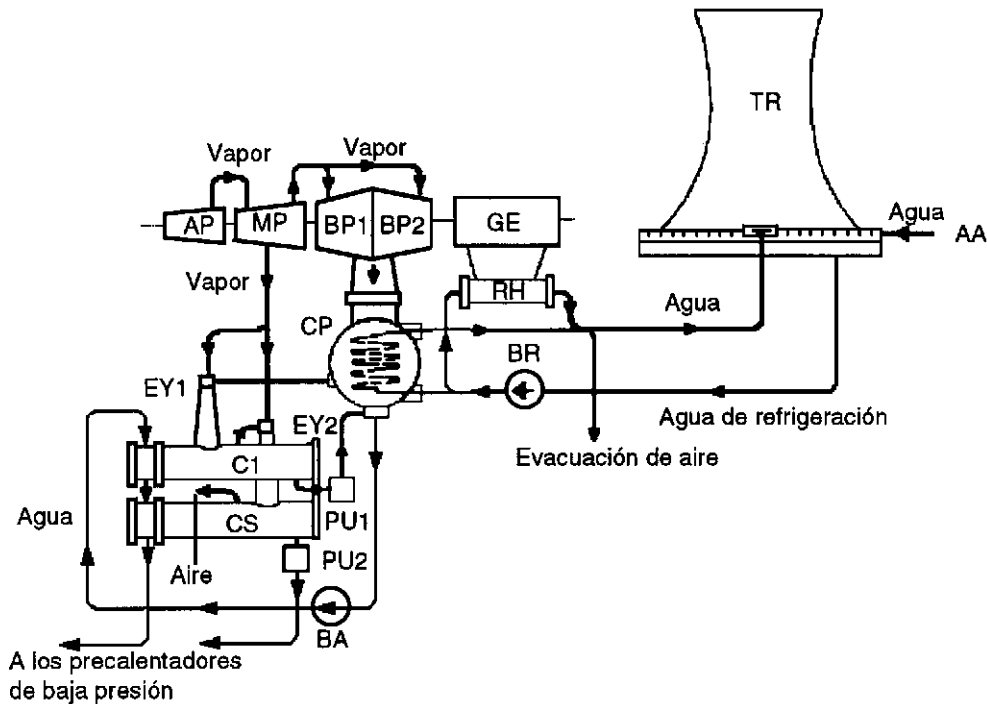 TR
Vapor
Vapor
AP
MP
BP1
BP2
GE
Agua
AA
RH
Vapor
Agua
CP
BR
EY1
Agua de refrigeración
EY2
Evacuación de aire
C1
Agua
CS
PU1
PU2
Aire
BA
A los precalentadores
de baja presión